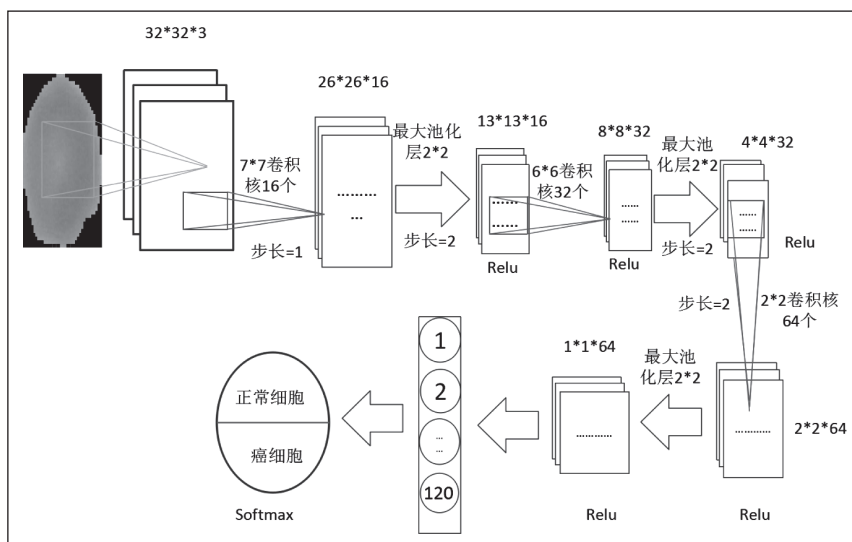 32*32*3
26*26*16
7*7卷积
核16个
步长=1
………
…
最大池化
层2*2
步长=2
13*13*16
……
……
Relu
6*6卷积
核32个
8*8*32
……
……
Relu
最大池
化层2*2
步长=2
4*4*32
……
……
Relu
步长=2
2*2卷积核
64个
2*2*64
…………
Relu
最大池
化层2*2
1*1*64
…………
Relu
1
2
…
…
120
正常细胞
癌细胞
Softmax